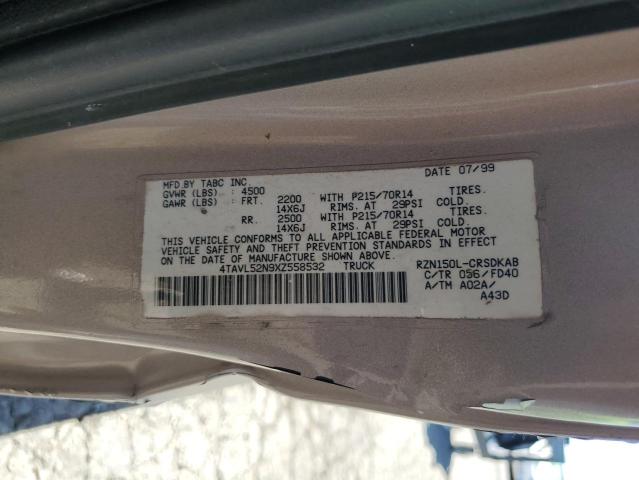 MFD.BY TABC INC. DATE 07/99
GVWR (LBS) 4500
GAWR (LBS) FRT. 2200 WITH P215/70R14 TIRES.
14X6J RIMS. AT 29PSI COLD.
RR. 2500 WITH P215/70R14 TIRES.
14X6J RIMS. AT 29PSI COLD.
THIS VEHICLE CONFORMS TO ALL APPLICABLE FEDERAL MOTOR
VEHICLE SAFETY AND THEFT PREVENTION STANDARDS IN EFFECT
ON THE DATE OF MANUFACTURE SHOWN ABOVE.
4TAVL52N9XZ558532 TRUCK RZN150L-CRSDKAB
C/TR 056/FD40
A/TM A02A/
A43D